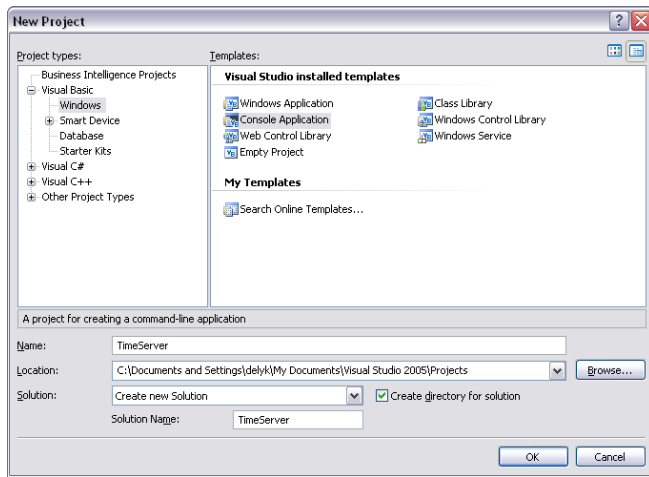 New Project
Project types:
Templates:
Business Intelligence Projects
Visual Basic
Windows
Smart Device
Database
Starter Kits
Visual C#
Visual C++
Other Project Types
Visual Studio installed templates
Windows Application
Class Library
Console Application
Windows Control Library
Web Control Library
Windows Service
Empty Project
My Templates
Search Online Templates...
A project for creating a command-line application
Name:
TimeServer
Location:
C:\Documents and Settings\delyk\My Documents\Visual Studio 2005\Projects
Browse...
Solution:
Create new Solution
Create directory for solution
Solution Name:
TimeServer
OK
Cancel